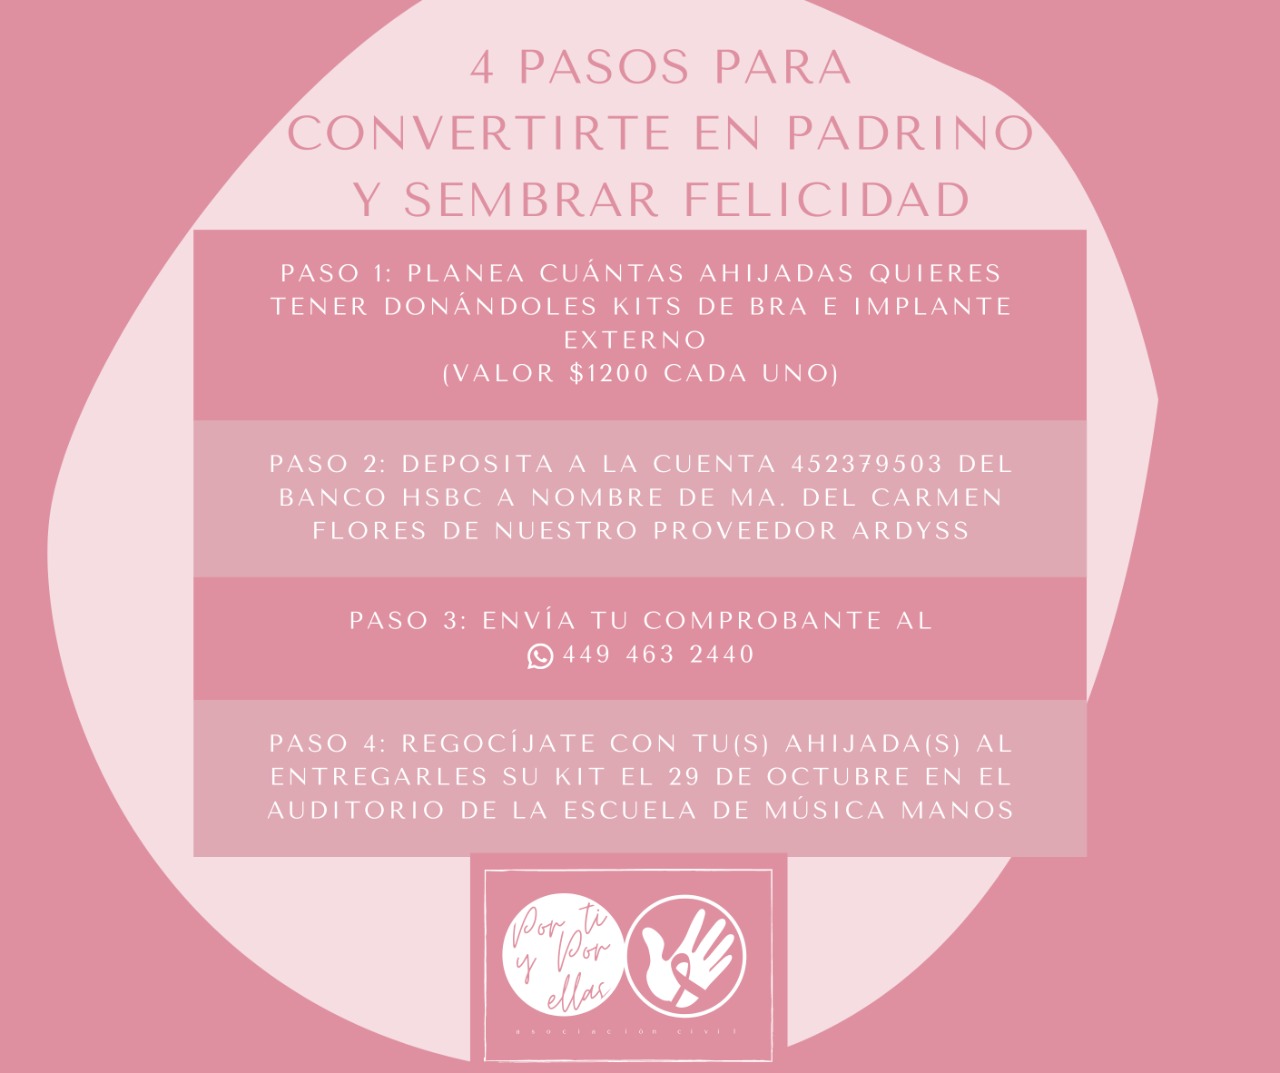 4 PASOS PARA
CONVERTIRTE EN PADRINO
Y SEMBRAR FELICIDAD
PASO 1: PLANEA CUÁNTAS AHIJADAS QUIERES
TENER DONÁNDOLES KITS DE BRA E IMPLANTE
EXTERNO
(VALOR $1200 CADA UNO)
PASO 2: DEPOSITA A LA CUENTA 452379503 DEL
BANCO HSBC A NOMBRE DE MA. DEL CARMEN
FLORES DE NUESTRO PROVEEDOR ARDYSS
PASO 3: ENVÍA TU COMPROBANTE AL
449 463 2440
PASO 4: REGOCÍJATE CON TU(S) AHIJADA(S) AL
ENTREGARLES SU KIT EL 29 DE OCTUBRE EN EL
AUDITORIO DE LA ESCUELA DE MÚSICA MANOS
Por ti
y Por
ellas
asociación civil